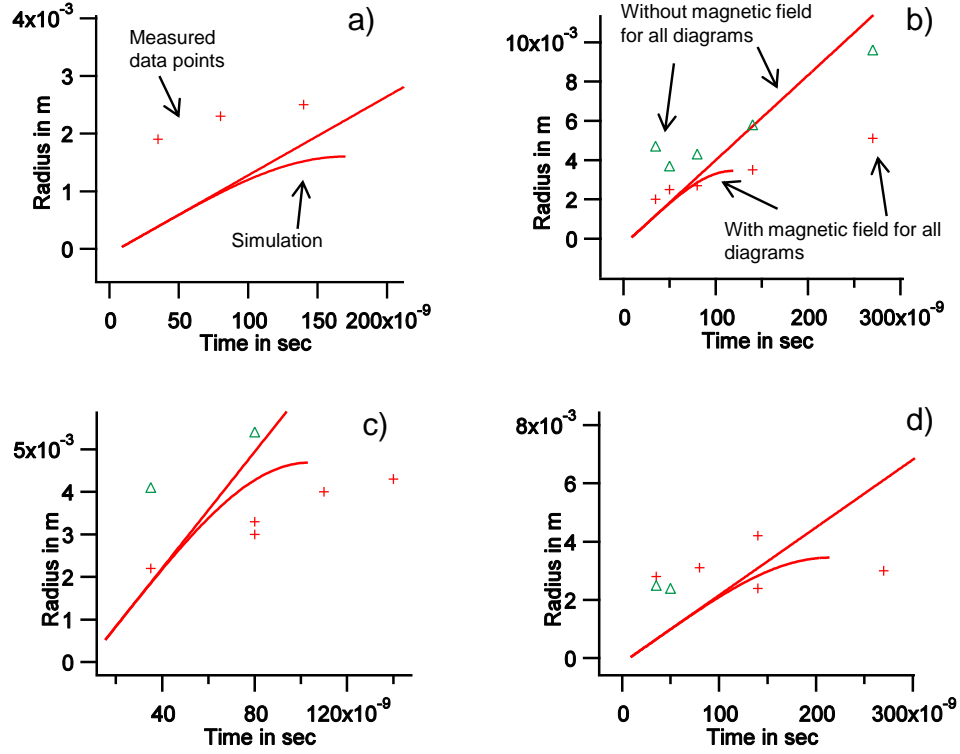 a)
4x10⁻³
3
2
1
0
Radius in m
Measured
data points
Simulation
0 50 100 150 200x10⁻⁹
Time in sec
b)
Without magnetic field
for all diagrams
10x10⁻³
8
6
4
2
0
Radius in m
With magnetic field for all
diagrams
0 100 200 300x10⁻⁹
Time in sec
c)
5x10⁻³
4
3
2
1
0
Radius in m
40 80 120x10⁻⁹
Time in sec
d)
8x10⁻³
6
4
2
0
Radius in m
0 100 200 300x10⁻⁹
Time in sec